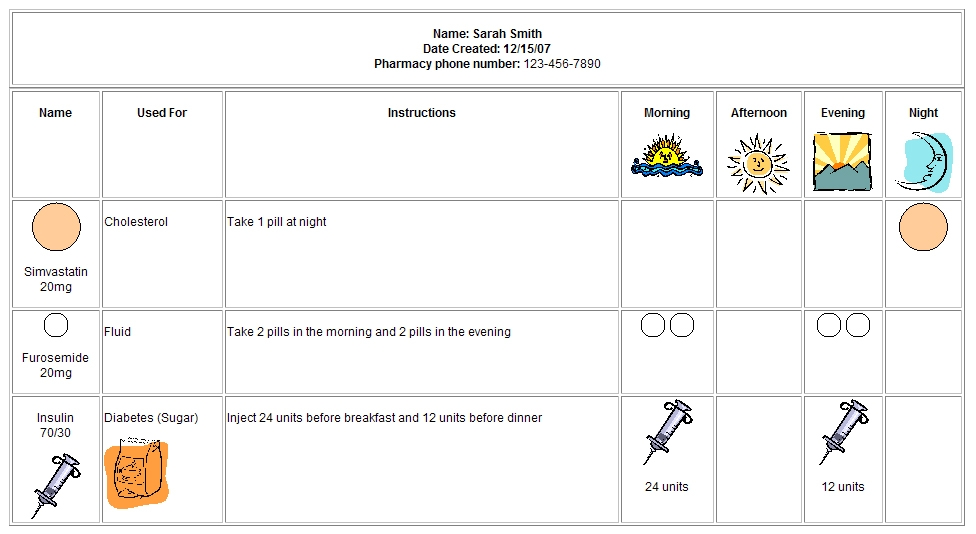 Name: Sarah Smith
Date Created: 12/15/07
Pharmacy phone number: 123-456-7890
Name Used For Instructions Morning Afternoon Evening Night
Cholesterol Take 1 pill at night
Simvastatin
20mg
Fluid Take 2 pills in the morning and 2 pills in the evening
Furosemide
20mg
Insulin Diabetes (Sugar) Inject 24 units before breakfast and 12 units before dinner
70/30
24 units 12 units